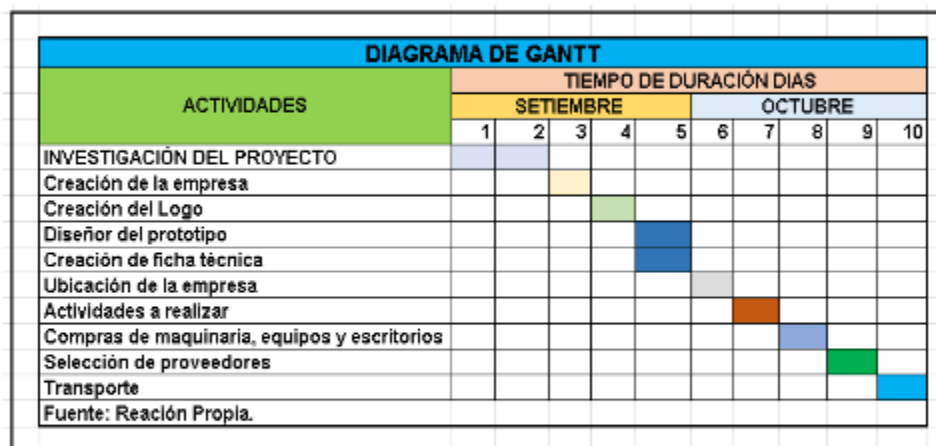 DIAGRAMA DE GANTT
ACTIVIDADES
TIEMPO DE DURACIÓN DIAS
SETIEMBRE OCTUBRE
1 2 3 4 5 6 7 8 9 10
INVESTIGACIÓN DEL PROYECTO
Creación de la empresa
Creación del Logo
Diseñor del prototipo
Creación de ficha técnica
Ubicación de la empresa
Actividades a realizar
Compras de maquinaria, equipos y escritorios
Selección de proveedores
Transporte
Fuente: Reación Propia.